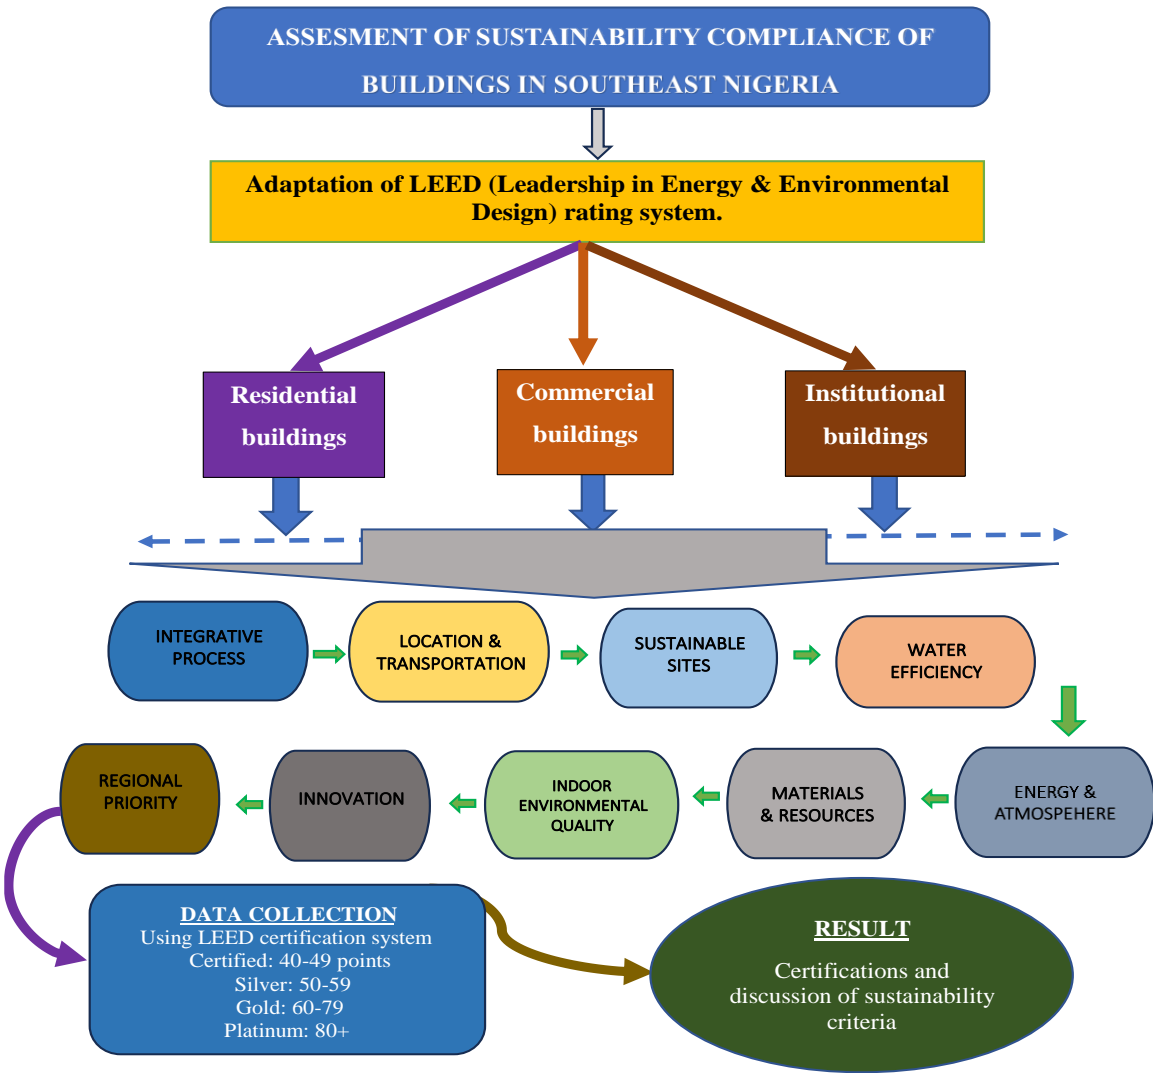 ASSESMENT OF SUSTAINABILITY COMPLIANCE OF
BUILDINGS IN SOUTHEAST NIGERIA
Adaptation of LEED (Leadership in Energy & Environmental
Design) rating system.
Residential
buildings
Commercial
buildings
Institutional
buildings
INTEGRATIVE
PROCESS
LOCATION &
TRANSPORTATION
SUSTAINABLE
SITES
WATER
EFFICIENCY
REGIONAL
PRIORITY
INNOVATION
INDOOR
ENVIRONMENTAL
QUALITY
MATERIALS
& RESOURCES
ENERGY &
ATMOSPEHERE
DATA COLLECTION
Using LEED certification system
Certified: 40-49 points
Silver: 50-59
Gold: 60-79
Platinum: 80+
RESULT
Certifications and
discussion of sustainability
criteria